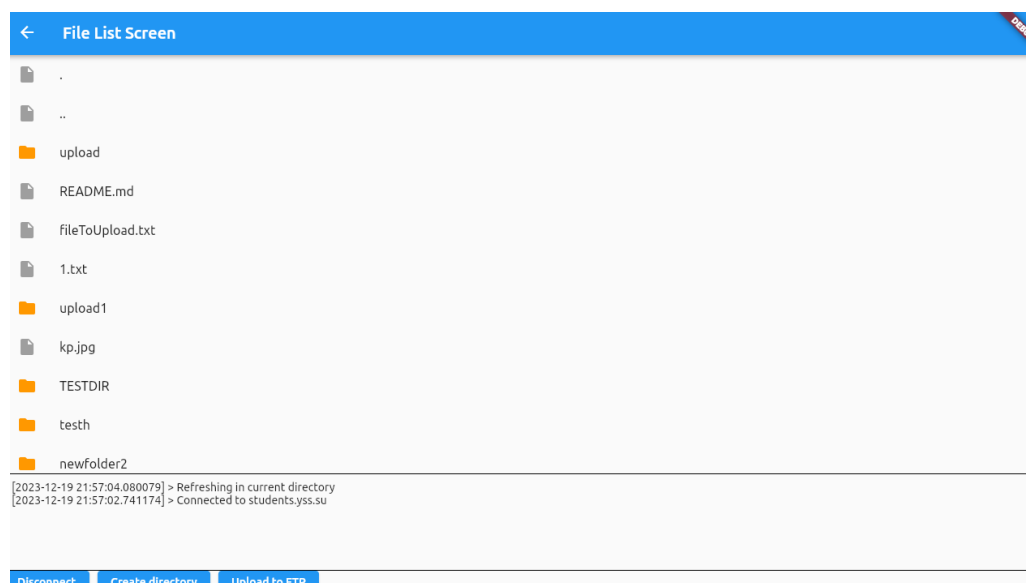 File List Screen
.
..
upload
README.md
fileToUpload.txt
1.txt
upload1
kp.jpg
TESTDIR
testh
newfolder2
[2023-12-19 21:57:04.080079] > Refreshing in current directory
[2023-12-19 21:57:02.741174] > Connected to students.yss.su
Disconnect Create directory Upload to FTP